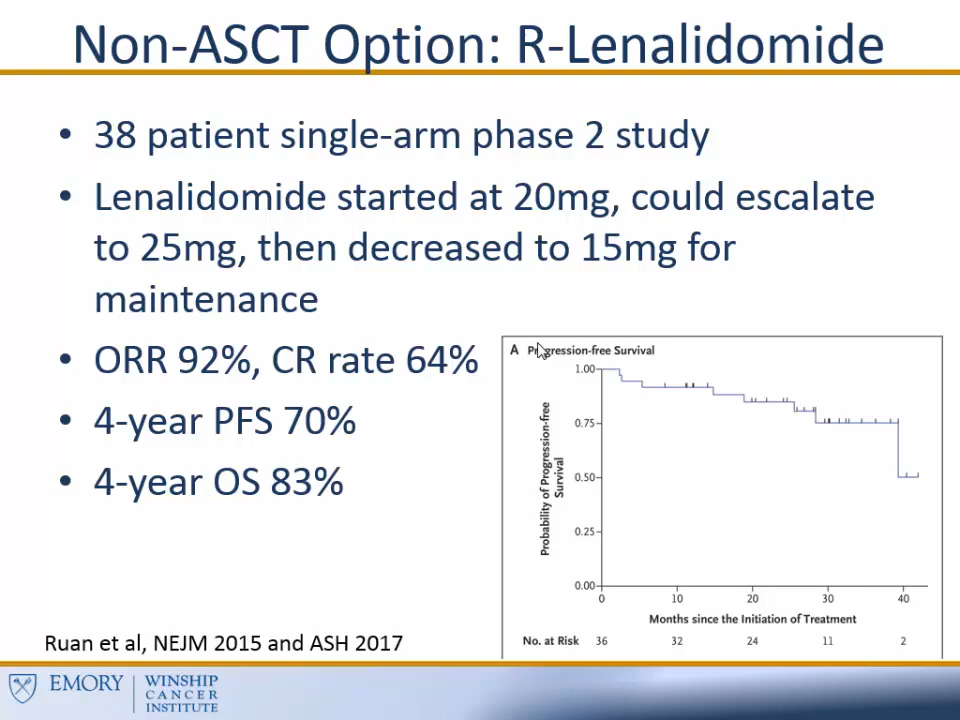 Non-ASCT Option: R-Lenalidomide
• 38 patient single-arm phase 2 study
• Lenalidomide started at 20mg, could escalate
to 25mg, then decreased to 15mg for
maintenance
• ORR 92%, CR rate 64%
• 4-year PFS 70%
• 4-year OS 83%
A Progression-free Survival
Probability of Progression-free
Survival
1.00
0.75
0.50
0.25
0.00
0 10 20 30 40
Months since the Initiation of Treatment
No. at Risk 36 32 24 11 2
Ruan et al, NEJM 2015 and ASH 2017
EMORY
WINSHIP
CANCER
INSTITUTE